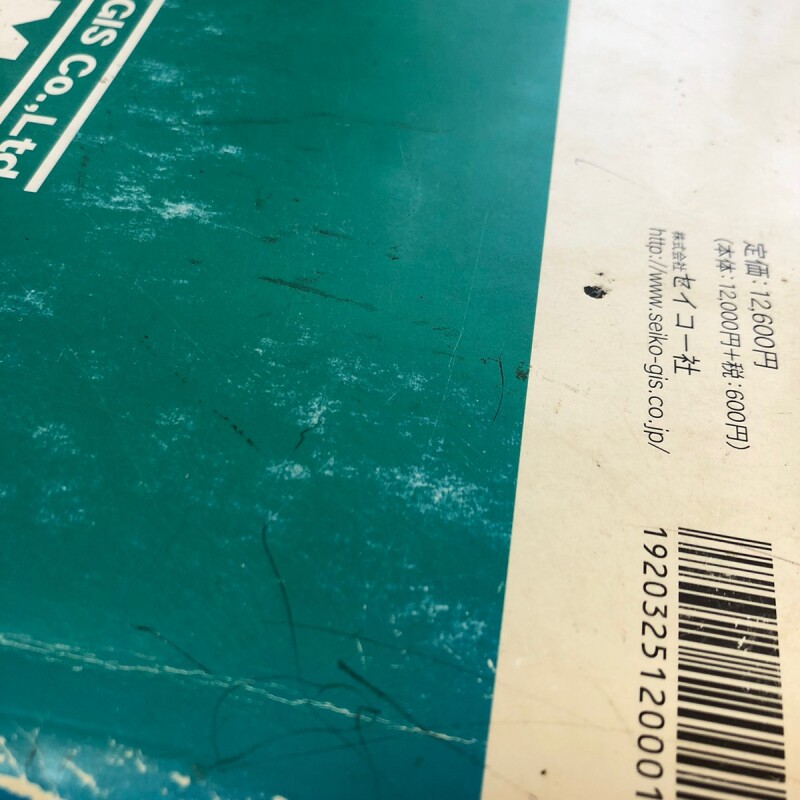 GIS Co.,Ltd
M
定価:12,600円
(本体:12,000円+税:600円)
株式会社 セイコー社
http://www.seiko-gis.co.jp/
1920325120001